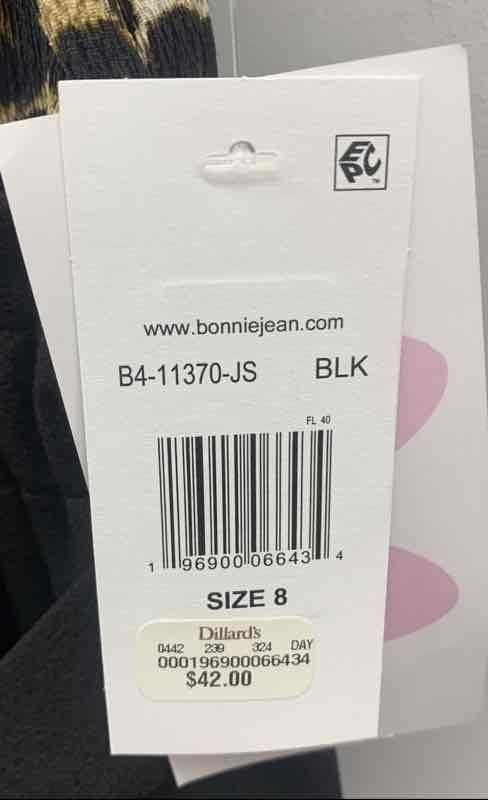 EPC
™
www.bonniejean.com
B4-11370-JS BLK
FL 40
1 96900 06643 4
SIZE 8
Dillard's
0442 239 324 DAY
000196900066434
$42.00